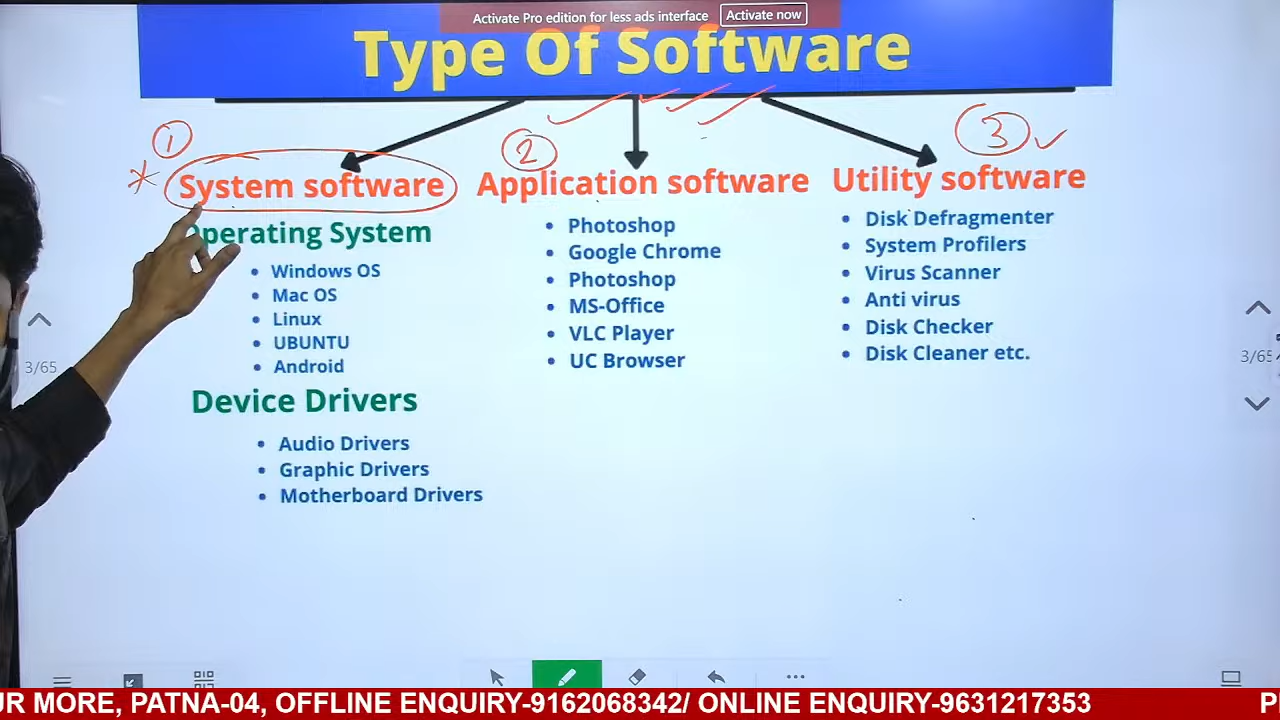 Activate Pro edition for less ads interface Activate now
Type Of Software
1
2
3
System software
Operating System
• Windows OS
• Mac OS
• Linux
• UBUNTU
• Android
Device Drivers
• Audio Drivers
• Graphic Drivers
• Motherboard Drivers
Application software
• Photoshop
• Google Chrome
• Photoshop
• MS-Office
• VLC Player
• UC Browser
Utility software
• Disk Defragmenter
• System Profilers
• Virus Scanner
• Anti virus
• Disk Checker
• Disk Cleaner etc.
3/65
3/65
UR MORE, PATNA-04, OFFLINE ENQUIRY-9162068342/ ONLINE ENQUIRY-9631217353